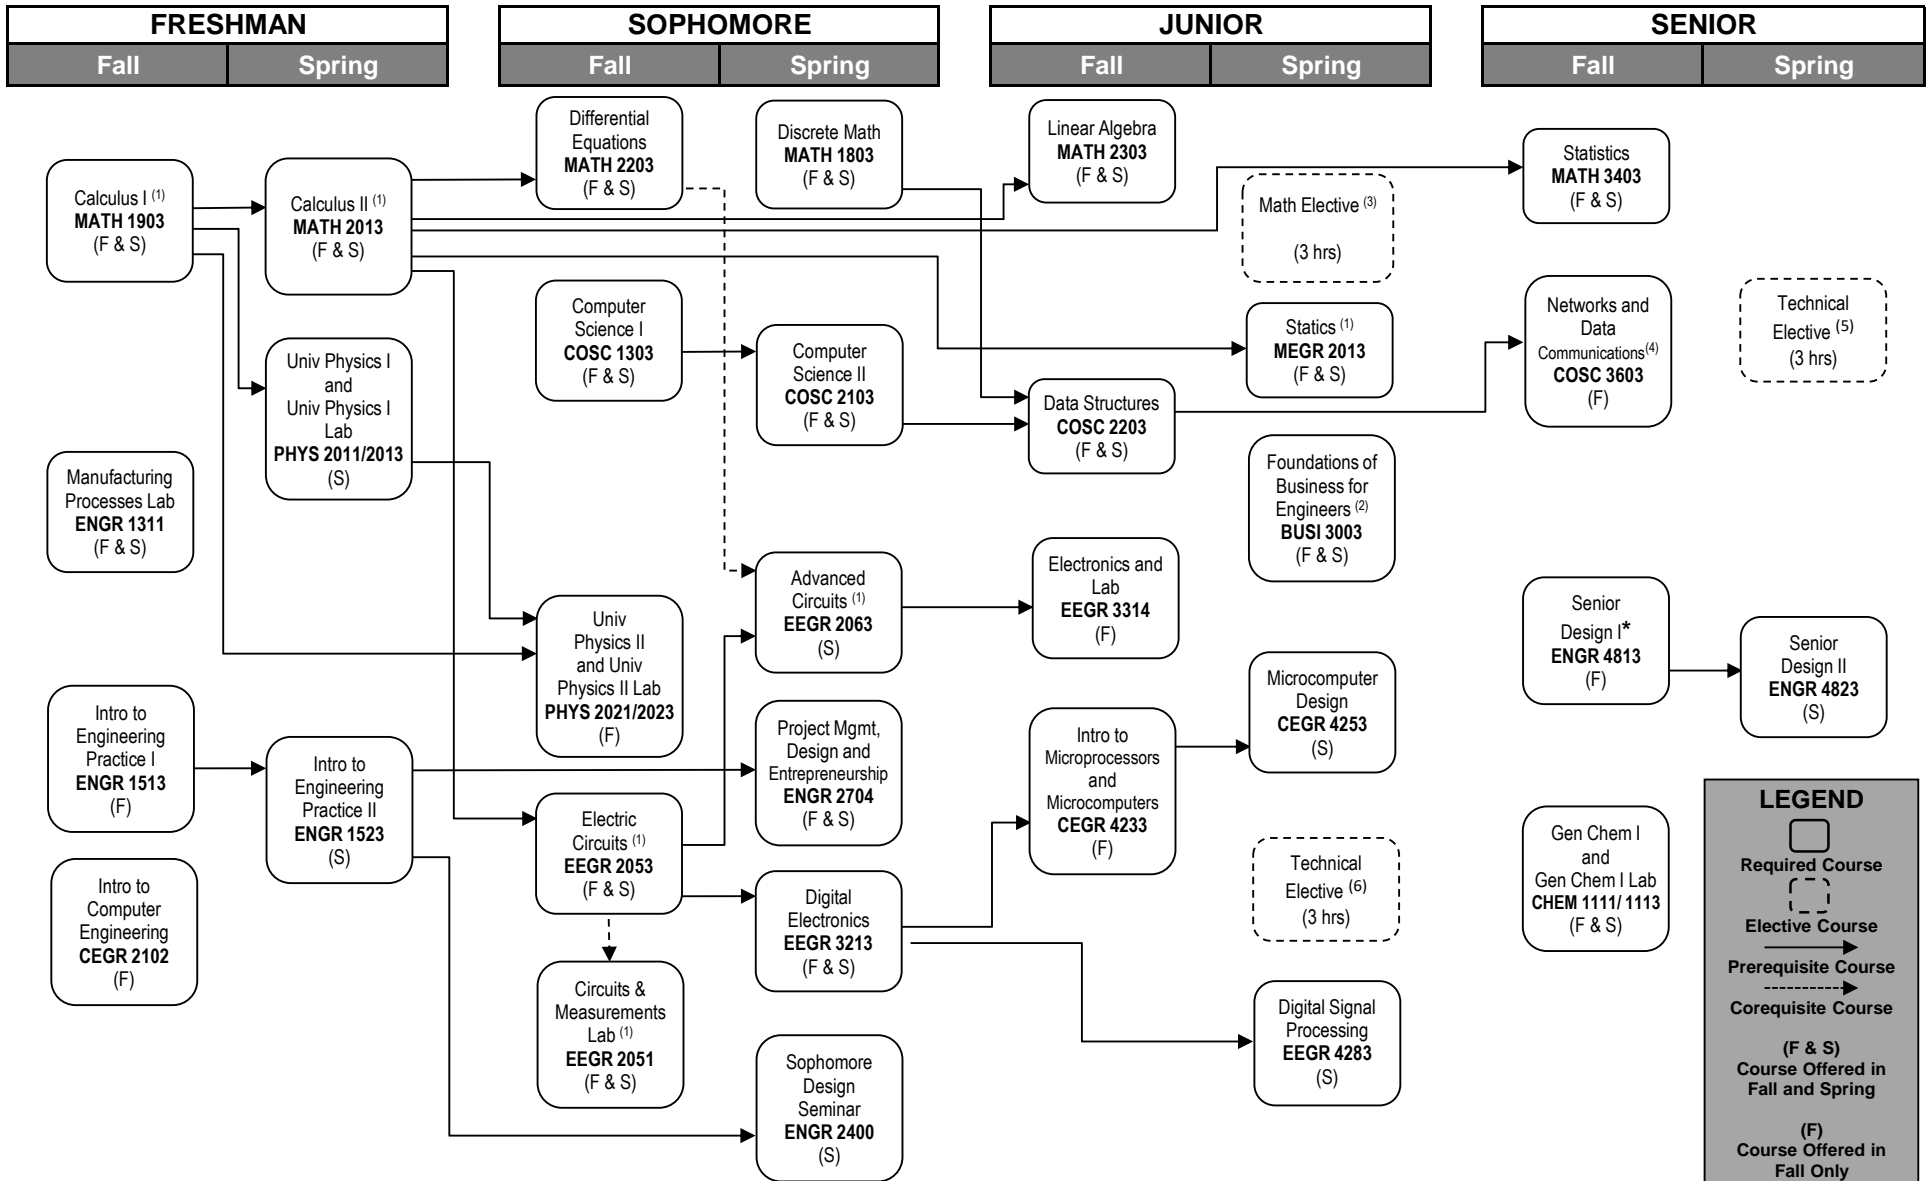 FRESHMAN
Fall
Spring
SOPHOMORE
Fall
Spring
JUNIOR
Fall
Spring
SENIOR
Fall
Spring
Calculus I (1)
MATH 1903
(F & S)
Manufacturing
Processes Lab
ENGR 1311
(F & S)
Intro to
Engineering
Practice I
ENGR 1513
(F)
Intro to
Computer
Engineering
CEGR 2102
(F)
Calculus II (1)
MATH 2013
(F & S)
Univ Physics I
and
Univ Physics I
Lab
PHYS 2011/2013
(S)
Intro to
Engineering
Practice II
ENGR 1523
(S)
Differential
Equations
MATH 2203
(F & S)
Computer
Science I
COSC 1303
(F & S)
Univ
Physics II
and Univ
Physics II Lab
PHYS 2021/2023
(F)
Electric
Circuits (1)
EEGR 2053
(F & S)
Circuits &
Measurements
Lab (1)
EEGR 2051
(F & S)
Discrete Math
MATH 1803
(F & S)
Computer
Science II
COSC 2103
(F & S)
Advanced
Circuits (1)
EEGR 2063
(S)
Project Mgmt,
Design and
Entrepreneurship
ENGR 2704
(F & S)
Digital
Electronics
EEGR 3213
(F & S)
Sophomore
Design
Seminar
ENGR 2400
(S)
Linear Algebra
MATH 2303
(F & S)
Data Structures
COSC 2203
(F & S)
Electronics and
Lab
EEGR 3314
(F)
Intro to
Microprocessors
and
Microcomputers
CEGR 4233
(F)
Math Elective (3)
(3 hrs)
Statics (1)
MEGR 2013
(F & S)
Foundations of
Business for
Engineers (2)
BUSI 3003
(F & S)
Microcomputer
Design
CEGR 4253
(S)
Technical
Elective (6)
(3 hrs)
Digital Signal
Processing
EEGR 4283
(S)
Statistics
MATH 3403
(F & S)
Networks and
Data
Communications(4)
COSC 3603
(F)
Senior
Design I*
ENGR 4813
(F)
Gen Chem I
and
Gen Chem I Lab
CHEM 1111/ 1113
(F & S)
Technical
Elective (5)
(3 hrs)
Senior
Design II
ENGR 4823
(S)
LEGEND
Required Course
Elective Course
Prerequisite Course
Corequisite Course
(F & S)
Course Offered in
Fall and Spring
(F)
Course Offered in
Fall Only